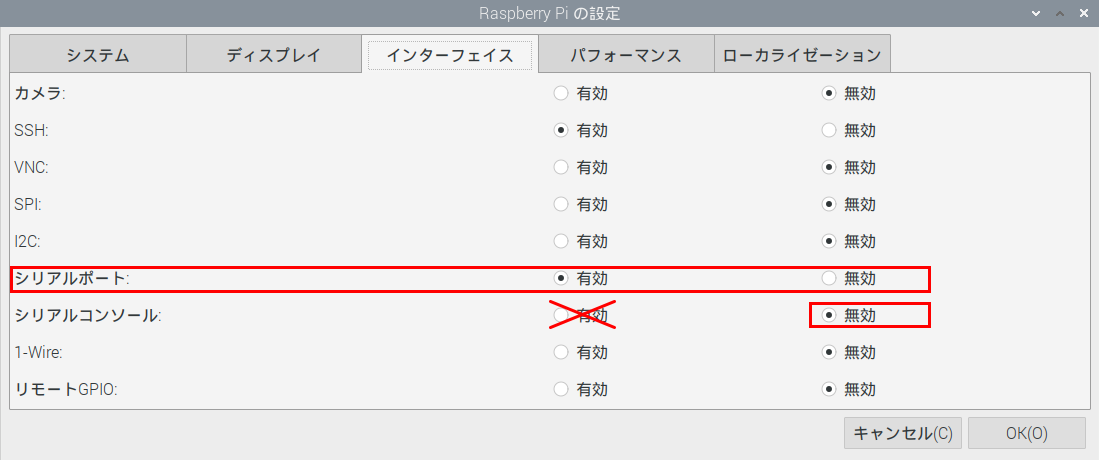 Raspberry Pi の設定
システム ディスプレイ インターフェイス パフォーマンス ローカライゼーション
カメラ: 有効 無効
SSH: 有効 無効
VNC: 有効 無効
SPI: 有効 無効
I2C: 有効 無効
シリアルポート: 有効 無効
シリアルコンソール: 有効 無効
1-Wire: 有効 無効
リモートGPIO: 有効 無効
キャンセル(C) OK(O)